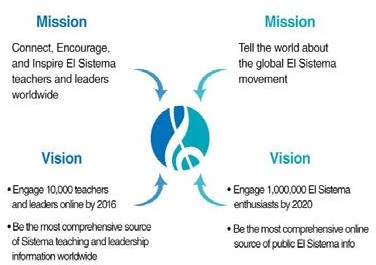 Mission
Connect, Encourage,
and Inspire El Sistema
teachers and leaders
worldwide
Mission
Tell the world about
the global El Sistema
movement
Vision
• Engage 10,000 teachers
and leaders online by 2016
• Be the most comprehensive source
of Sistema teaching and leadership
information worldwide
Vision
• Engage 1,000,000 El Sistema
enthusiasts by 2020
• Be the most comprehensive online
source of public El Sistema info